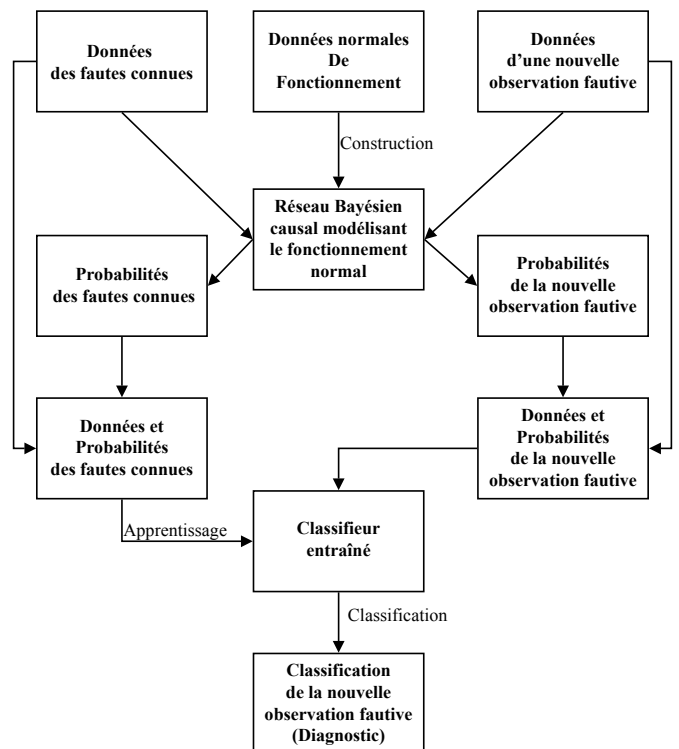 Données
des fautes connues
Données normales
De
Fonctionnement
Données
d'une nouvelle
observation fautive
Construction
Réseau Bayésien
causal modélisant
le fonctionnement
normal
Probabilités
des fautes connues
Probabilités
de la nouvelle
observation fautive
Données et
Probabilités
des fautes connues
Données et
Probabilités
de la nouvelle
observation fautive
Apprentissage
Classifieur
entraîné
Classification
Classification
de la nouvelle
observation fautive
(Diagnostic)